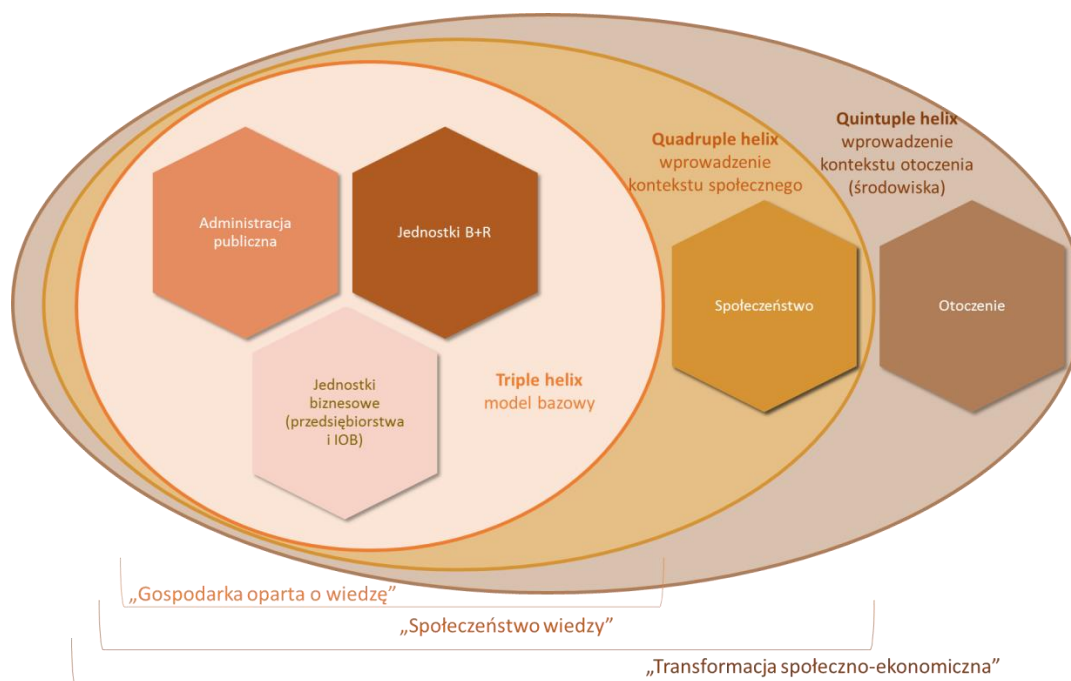 Administracja
publiczna
Jednostki B+R
Jednostki
biznesowe
(przedsiębiorstwa
i IOB)
Triple helix
model bazowy
Quadruple helix
wprowadzenie
kontekstu społecznego
Społeczeństwo
Quintuple helix
wprowadzenie
kontekstu otoczenia
(środowiska)
Otoczenie
„Gospodarka oparta o wiedzę”
„Społeczeństwo wiedzy”
„Transformacja społeczno-ekonomiczna”